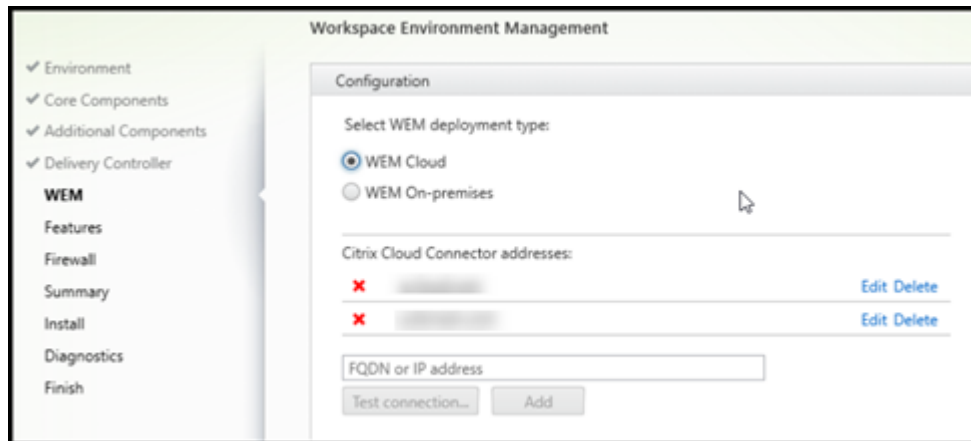 Workspace Environment Management
Environment
Core Components
Additional Components
Delivery Controller
WEM
Features
Firewall
Summary
Install
Diagnostics
Finish
Configuration
Select WEM deployment type:
WEM Cloud
WEM On-premises
Citrix Cloud Connector addresses:
Edit Delete
Edit Delete
FQDN or IP address
Test connection... Add